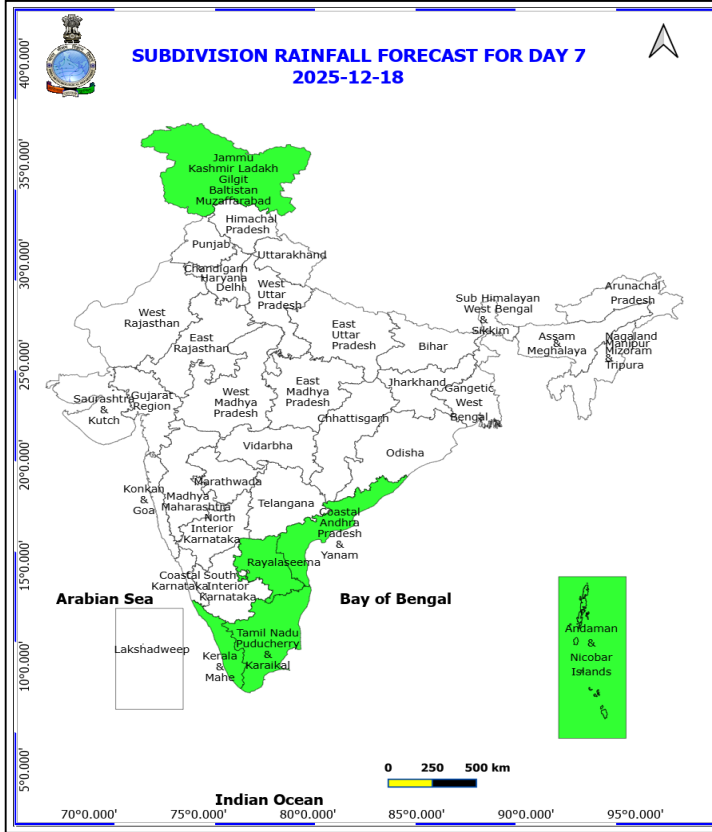 SUBDIVISION RAINFALL FORECAST FOR DAY 7
2025-12-18
40°0.000'
35°0.000'
30°0.000'
25°0.000'
20°0.000'
15°0.000'
10°0.000'
5°0.000'
Jammu
Kashmir Ladakh
Gilgit
Baltistan
Muzaffarabad
Himachal
Pradesh
Punjab
Uttarakhand
Chandigarh
Haryana
Delhi
West
Uttar
Pradesh
Arunachal
Pradesh
West
Rajasthan
Sub Himalayan
West Bengal
&
Sikkim
East
Rajasthan
East
Uttar
Pradesh
Bihar
Assam
&
Meghalaya
Nagaland
Manipur
Mizoram
&
Tripura
Saurashtra
&
Kutch
Gujarat
Region
West
Madhya
Pradesh
East
Madhya
Pradesh
Jharkhand
Gangetic
West
Bengal
Chhattisgarh
Vidarbha
Odisha
Konkan
&
Goa
Marathwada
Madhya
Maharashtra
Telangana
North
Interior
Karnataka
Coastal
Andhra
Pradesh
&
Yanam
Rayalaseema
Coastal
Karnataka
South
Interior
Karnataka
Arabian Sea
Bay of Bengal
Lakshadweep
Kerala
&
Mahe
Tamil Nadu
Puducherry
&
Karaikal
Andaman
&
Nicobar
Islands
0 250 500 km
Indian Ocean
70°0.000' 75°0.000' 80°0.000' 85°0.000' 90°0.000' 95°0.000'